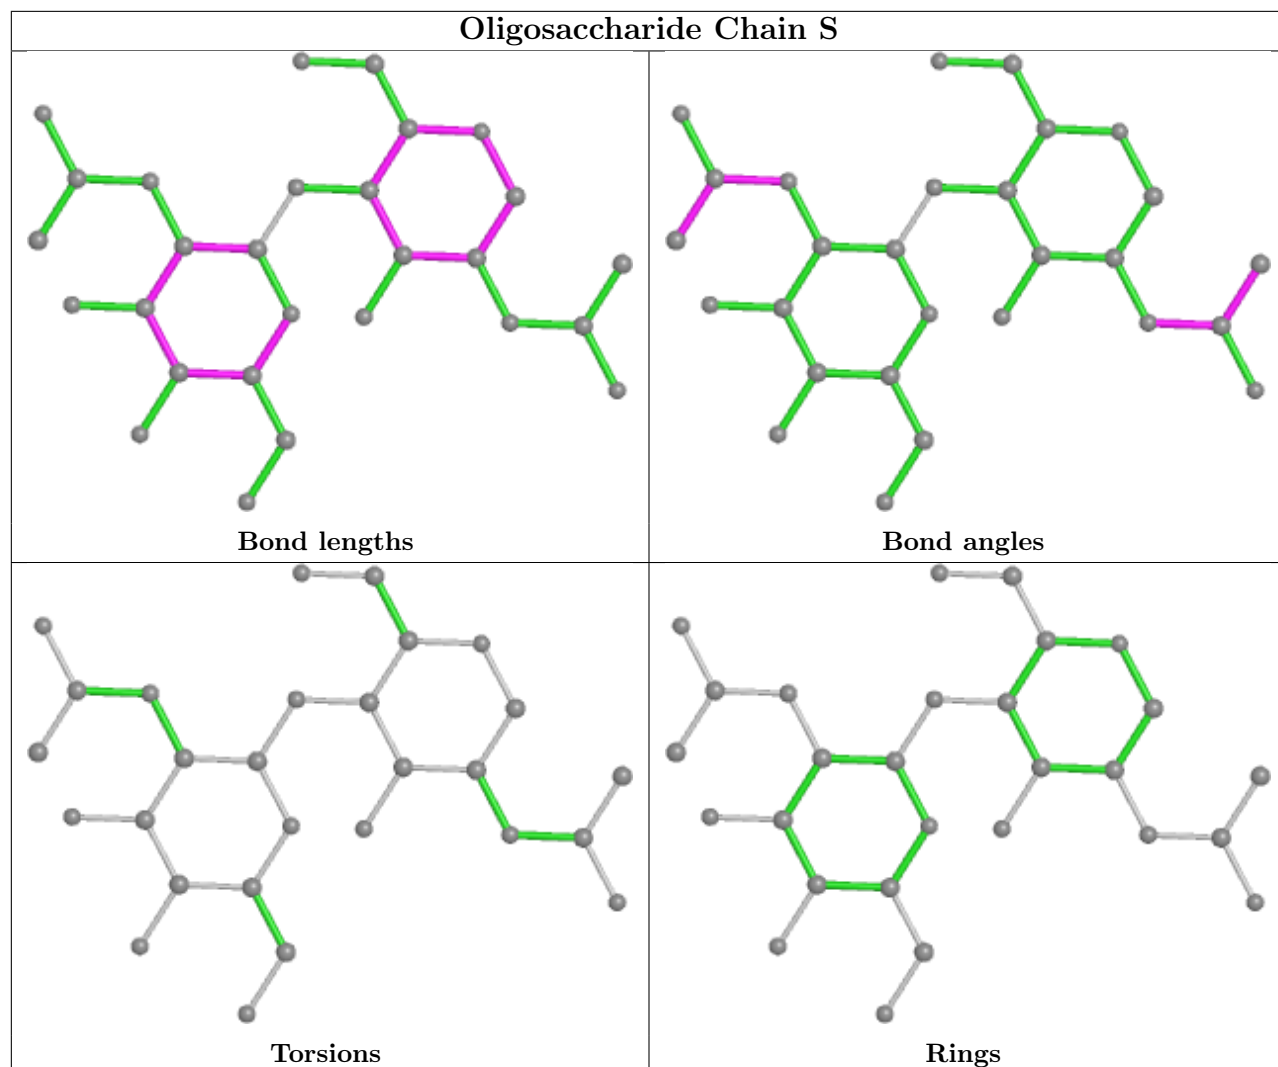 Oligosaccharide Chain S
Bond lengths
Bond angles
Torsions
Rings